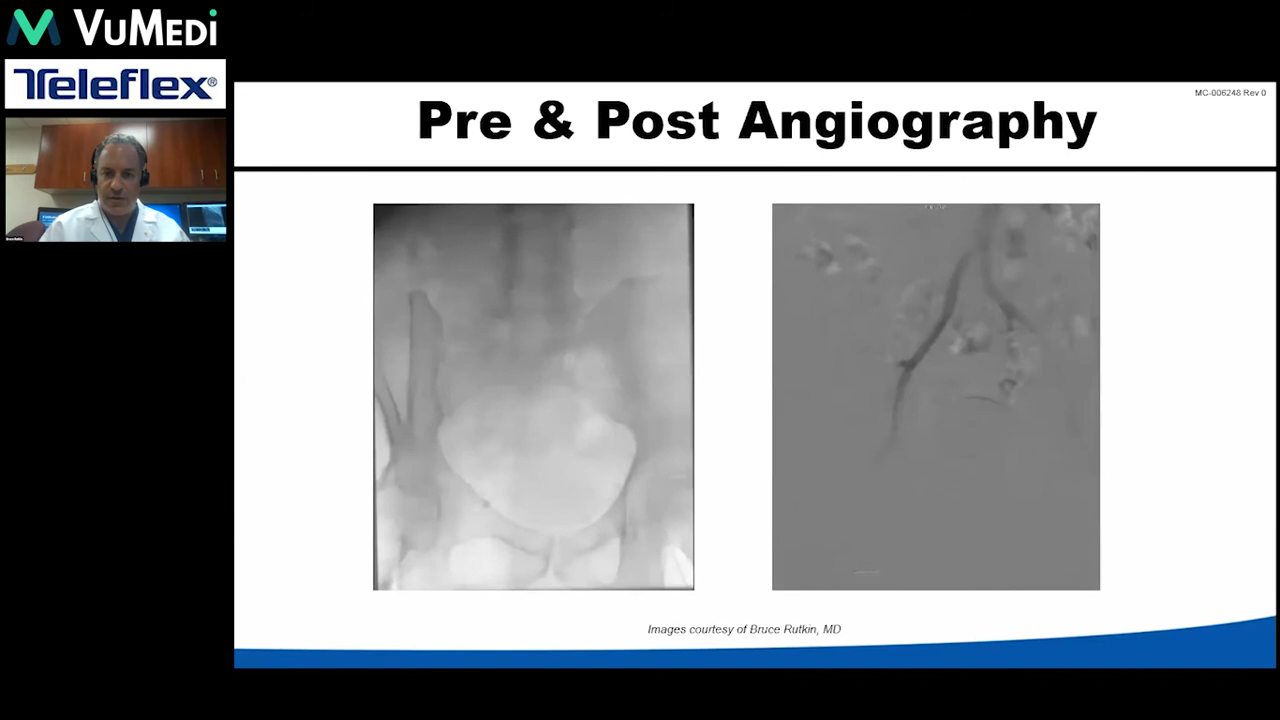 VuMedi
Teleflex®
MC-006248 Rev 0
Pre & Post Angiography
Images courtesy of Bruce Rutkin, MD